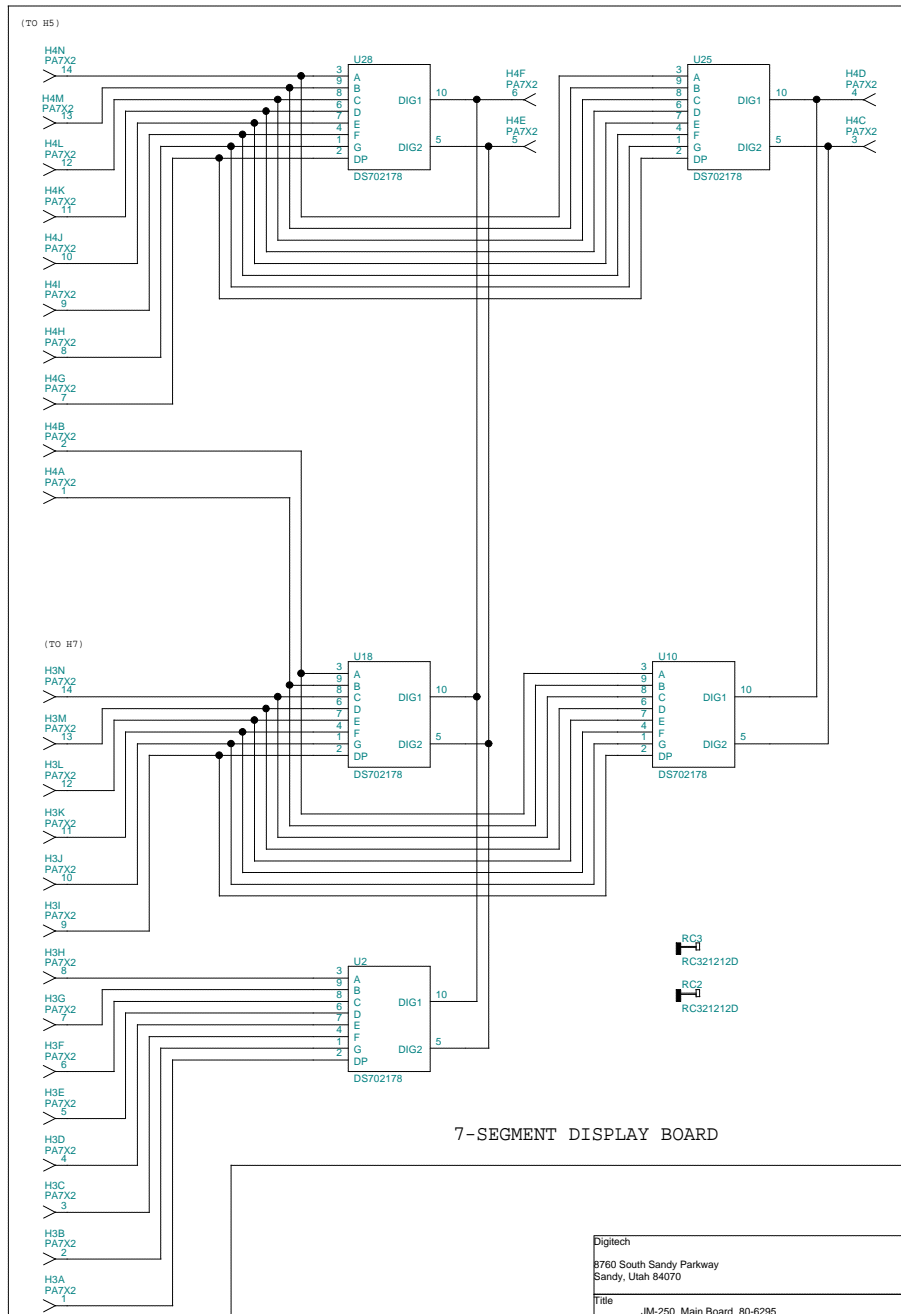 (TO H5)
H4N
PA7X2
14
H4M
PA7X2
13
H4L
PA7X2
12
H4K
PA7X2
11
H4J
PA7X2
10
H4I
PA7X2
9
H4H
PA7X2
8
H4G
PA7X2
7
H4B
PA7X2
2
H4A
PA7X2
1
U28
3 A
9 B
8 C
6 D
7 E
4 F
1 G
2 DP
DIG1 10
DIG2 5
DS702178
H4F
PA7X2
6
H4E
PA7X2
5
U25
3 A
9 B
8 C
6 D
7 E
4 F
1 G
2 DP
DIG1 10
DIG2 5
DS702178
H4D
PA7X2
4
H4C
PA7X2
3
(TO H7)
H3N
PA7X2
14
H3M
PA7X2
13
H3L
PA7X2
12
H3K
PA7X2
11
H3J
PA7X2
10
H3I
PA7X2
9
H3H
PA7X2
8
H3G
PA7X2
7
H3F
PA7X2
6
H3E
PA7X2
5
H3D
PA7X2
4
H3C
PA7X2
3
H3B
PA7X2
2
H3A
PA7X2
1
U18
3 A
9 B
8 C
6 D
7 E
4 F
1 G
2 DP
DIG1 10
DIG2 5
DS702178
U10
3 A
9 B
8 C
6 D
7 E
4 F
1 G
2 DP
DIG1 10
DIG2 5
DS702178
U2
3 A
9 B
8 C
6 D
7 E
4 F
1 G
2 DP
DIG1 10
DIG2 5
DS702178
RC3
RC321212D
RC2
RC321212D
7-SEGMENT DISPLAY BOARD
Digitech
8760 South Sandy Parkway
Sandy, Utah 84070
Title
JM-250, Main Board, 80-6295